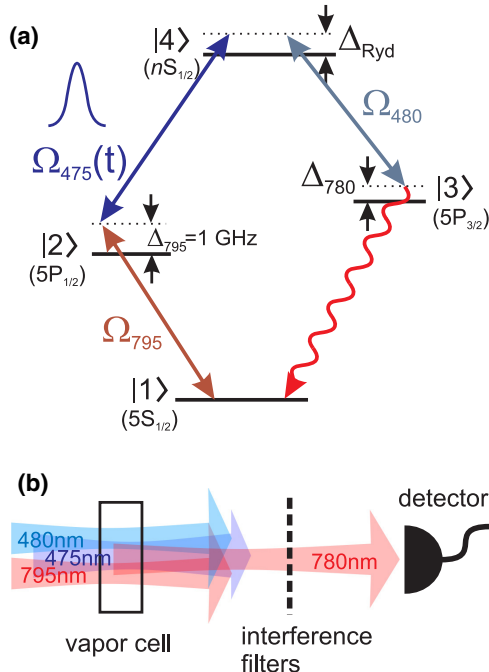 (a)
|4>
(nS1/2)
ΔRyd
Ω475(t)
Ω480
Δ780
|3>
(5P3/2)
|2>
(5P1/2)
Δ795=1 GHz
Ω795
|1>
(5S1/2)
(b)
detector
480nm
475nm
795nm
780nm
vapor cell
interference
filters